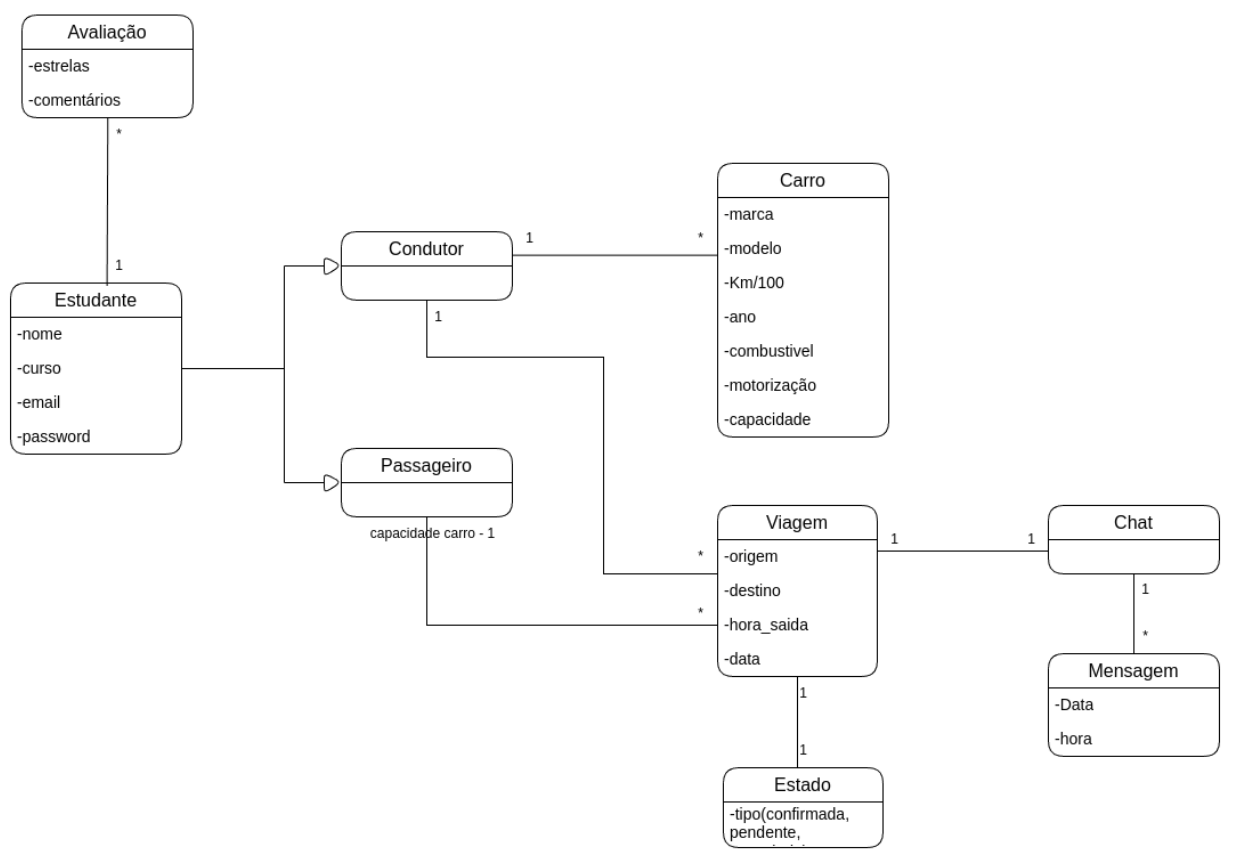 Avaliação
-estrelas
-comentários
*
1
Estudante
-nome
-curso
-email
-password
Condutor
1
*
1
Carro
-marca
-modelo
-Km/100
-ano
-combustivel
-motorização
-capacidade
Passageiro
capacidade carro - 1
*
*
Viagem
-origem
-destino
-hora_saida
-data
1
1
Chat
1
*
Mensagem
-Data
-hora
1
1
Estado
-tipo(confirmada,
pendente,